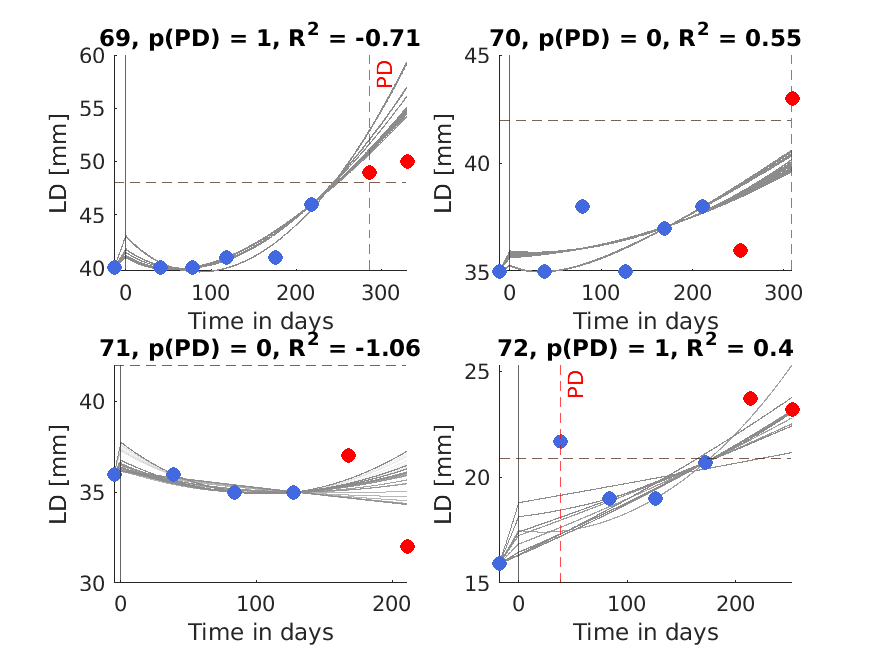 69, p(PD) = 1, R² = -0.71
60
55
50
45
40
LD [mm]
PD
0 100 200 300
Time in days
70, p(PD) = 0, R² = 0.55
45
40
35
LD [mm]
0 100 200 300
Time in days
71, p(PD) = 0, R² = -1.06
40
35
30
LD [mm]
0 100 200
Time in days
72, p(PD) = 1, R² = 0.4
25
20
15
LD [mm]
PD
0 100 200
Time in days